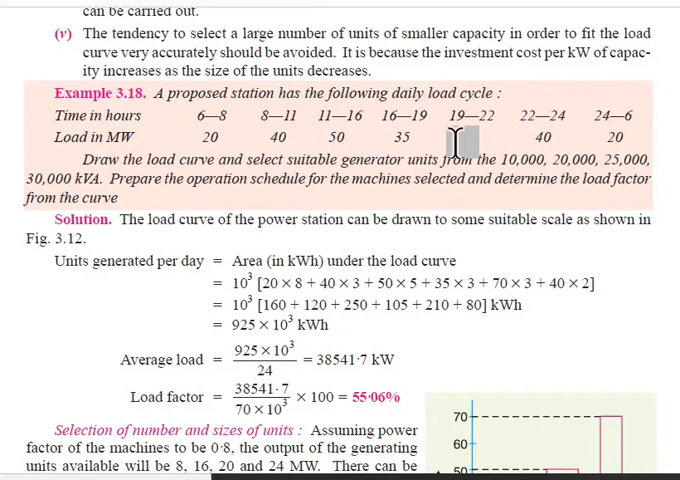 can be carried out.
(v) The tendency to select a large number of units of smaller capacity in order to fit the load
curve very accurately should be avoided. It is because the investment cost per kW of capac-
ity increases as the size of the units decreases.
Example 3.18. A proposed station has the following daily load cycle :
Time in hours 6—8 8—11 11—16 16—19 19—22 22—24 24—6
Load in MW 20 40 50 35 40 20
Draw the load curve and select suitable generator units from the 10,000, 20,000, 25,000,
30,000 kVA. Prepare the operation schedule for the machines selected and determine the load factor
from the curve
Solution. The load curve of the power station can be drawn to some suitable scale as shown in
Fig. 3.12.
Units generated per day = Area (in kWh) under the load curve
= 10³ [20 × 8 + 40 × 3 + 50 × 5 + 35 × 3 + 70 × 3 + 40 × 2]
= 10³ [160 + 120 + 250 + 105 + 210 + 80] kWh
= 925 × 10³ kWh
Average load = 925 × 10³ / 24 = 38541·7 kW
Load factor = 38541·7 / 70 × 10³ × 100 = 55·06%
Selection of number and sizes of units : Assuming power
factor of the machines to be 0·8, the output of the generating
units available will be 8, 16, 20 and 24 MW. There can be
70
60
50